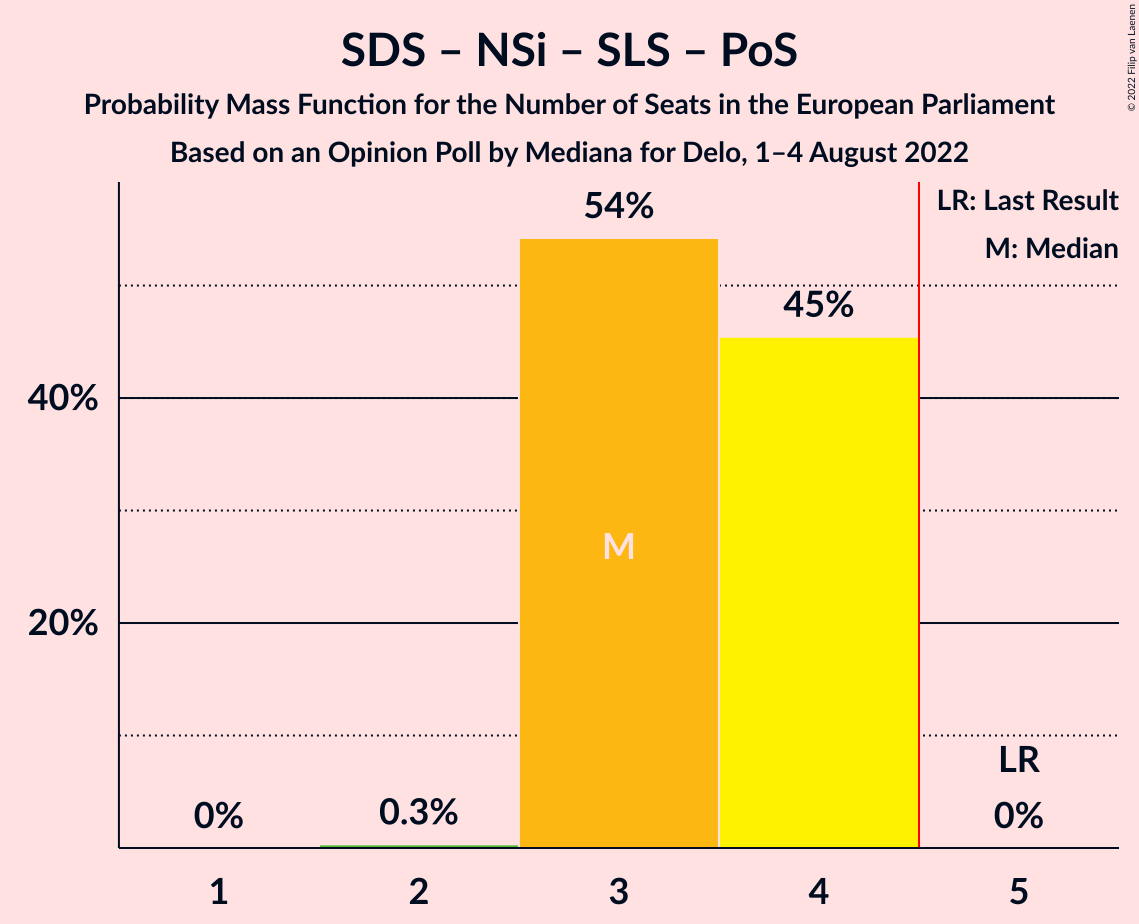 SDS – NSi – SLS – PoS
Probability Mass Function for the Number of Seats in the European Parliament
Based on an Opinion Poll by Mediana for Delo, 1–4 August 2022
© 2022 Filip van Laenen
LR: Last Result
M: Median
54%
45%
40%
20%
M
LR
0%
0.3%
0%
1
2
3
4
5